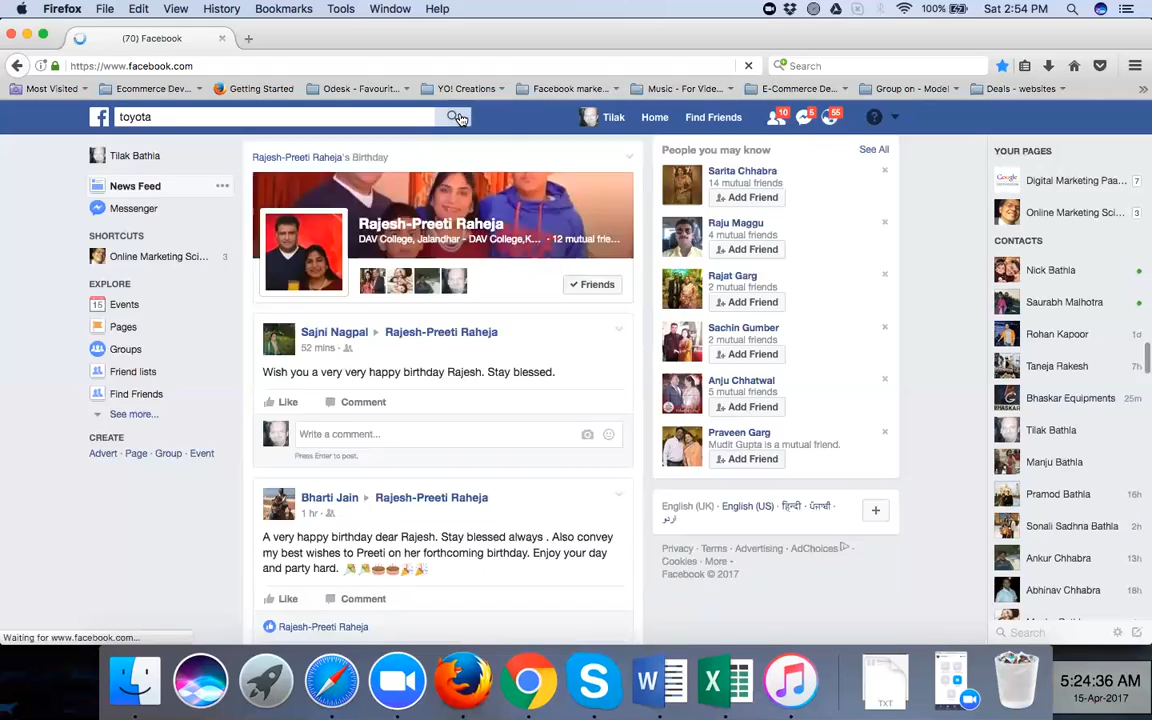 Firefox File Edit View History Bookmarks Tools Window Help 100% Sat 2:54 PM
(70) Facebook
https://www.facebook.com Search
Most Visited Ecommerce Dev... Getting Started Odesk - Favourit... YO! Creations Facebook marke... Music - For Vide... E-Commerce De... Group on - Model Deals - websites
toyota Tilak Home Find Friends 10 5 55
Tilak Bathla
News Feed
Messenger
SHORTCUTS
Online Marketing Sci... 3
EXPLORE
15 Events
Pages
Groups
Friend lists
Find Friends
See more...
CREATE
Advert · Page · Group · Event
Rajesh-Preeti Raheja's Birthday
Rajesh-Preeti Raheja
DAV College, Jalandhar - DAV College,K... · 12 mutual frie...
Friends
Sajni Nagpal ▸ Rajesh-Preeti Raheja
52 mins ·
Wish you a very very happy birthday Rajesh. Stay blessed.
Like Comment
Write a comment...
Press Enter to post.
Bharti Jain ▸ Rajesh-Preeti Raheja
1 hr ·
A very happy birthday dear Rajesh. Stay blessed always . Also convey
my best wishes to Preeti on her forthcoming birthday. Enjoy your day
and party hard.
Like Comment
Rajesh-Preeti Raheja
People you may know See All
Sarita Chhabra
14 mutual friends
Add Friend
Raju Maggu
4 mutual friends
Add Friend
Rajat Garg
2 mutual friends
Add Friend
Sachin Gumber
2 mutual friends
Add Friend
Anju Chhatwal
5 mutual friends
Add Friend
Praveen Garg
Mudit Gupta is a mutual friend.
Add Friend
English (UK) · English (US) · हिन्दी · ਪੰਜਾਬੀ ·
اردو
Privacy · Terms · Advertising · AdChoices ·
Cookies · More ·
Facebook © 2017
YOUR PAGES
Digital Marketing Paa... 7
Online Marketing Sci... 3
CONTACTS
Nick Bathla
Saurabh Malhotra
Rohan Kapoor 1d
Taneja Rakesh 7h
Bhaskar Equipments 25m
Tilak Bathla
Manju Bathla
Pramod Bathla 16h
Sonali Sadhna Bathla 2h
Ankur Chhabra 13h
Abhinav Chhabra 18h
Search
Waiting for www.facebook.com...
TXT
5:24:36 AM
15-Apr-2017